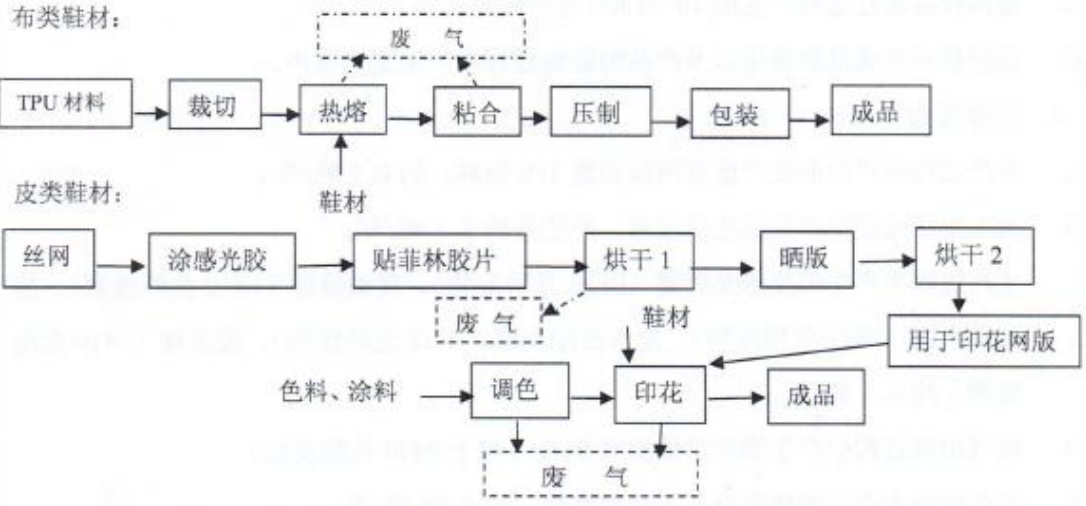 布类鞋材：
废 气
TPU 材料 裁切 热熔 粘合 压制 包装 成品
鞋材
皮类鞋材：
丝网 涂感光胶 贴菲林胶片 烘干 1 晒版 烘干 2
废 气 鞋材
用于印花网版
色料、涂料 调色 印花 成品
废 气